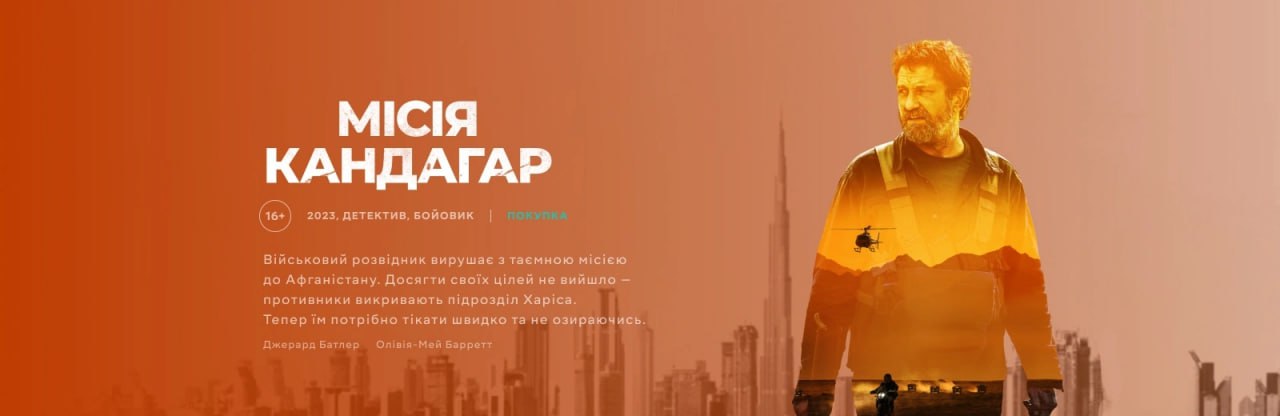 МІСІЯ
КАНДАГАР
16+ 2023, ДЕТЕКТИВ, БОЙОВИК | ПОКУПКА
Військовий розвідник вирушає з таємною місією
до Афганістану. Досягти своїх цілей не вийшло —
противники викривають підрозділ Харіса.
Тепер їм потрібно тікати швидко та не озираючись.
Джерард Батлер Олівія-Мей Барретт